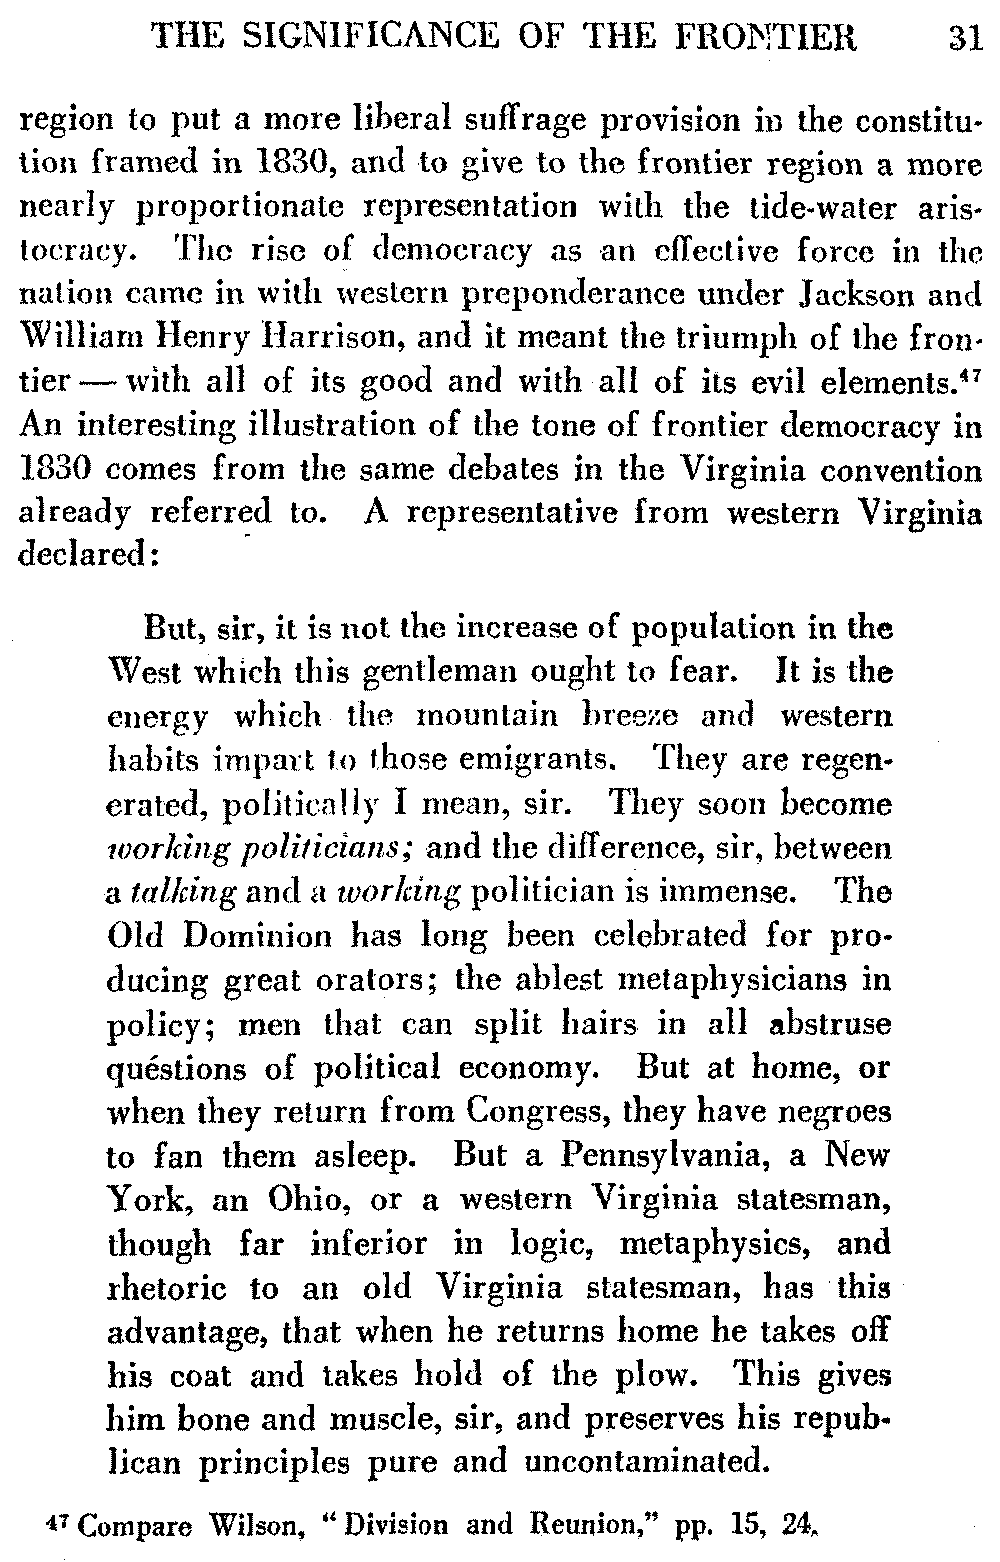 THE SIGNIFICANCE OF THE FRONTIER 31
region to put a more liberal suffrage provision in the constitu-
tion framed in 1830, and to give to the frontier region a more
nearly proportionate representation with the tide-water aris-
tocracy. The rise of democracy as an effective force in the
nation came in with western preponderance under Jackson and
William Henry Harrison, and it meant the triumph of the fron-
tier — with all of its good and with all of its evil elements.⁴⁷
An interesting illustration of the tone of frontier democracy in
1830 comes from the same debates in the Virginia convention
already referred to. A representative from western Virginia
declared:
But, sir, it is not the increase of population in the
West which this gentleman ought to fear. It is the
energy which the mountain breeze and western
habits impart to those emigrants. They are regen-
erated, politically I mean, sir. They soon become
working politicians; and the difference, sir, between
a talking and a working politician is immense. The
Old Dominion has long been celebrated for pro-
ducing great orators; the ablest metaphysicians in
policy; men that can split hairs in all abstruse
quéstions of political economy. But at home, or
when they return from Congress, they have negroes
to fan them asleep. But a Pennsylvania, a New
York, an Ohio, or a western Virginia statesman,
though far inferior in logic, metaphysics, and
rhetoric to an old Virginia statesman, has this
advantage, that when he returns home he takes off
his coat and takes hold of the plow. This gives
him bone and muscle, sir, and preserves his repub-
lican principles pure and uncontaminated.
⁴⁷ Compare Wilson, “Division and Reunion,” pp. 15, 24.